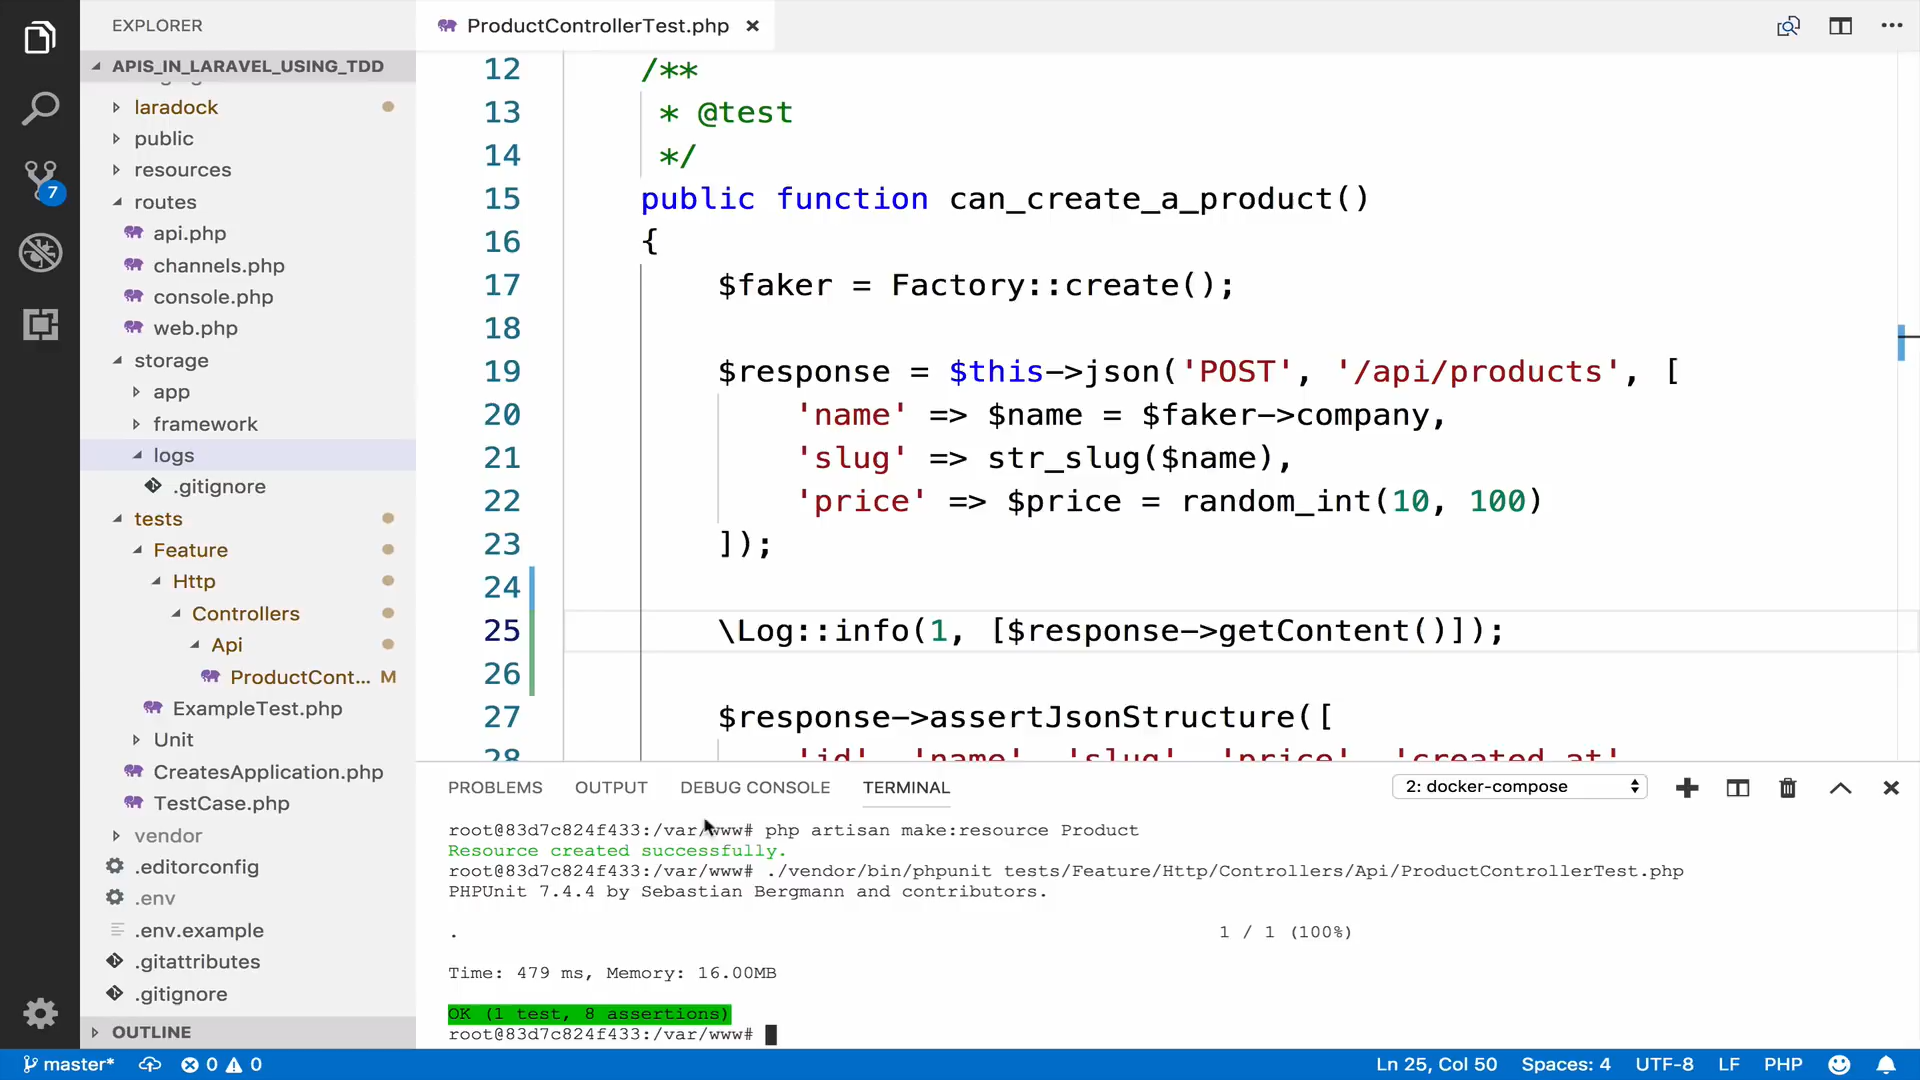 EXPLORER
APIS_IN_LARAVEL_USING_TDD
laradock
public
resources
routes
api.php
channels.php
console.php
web.php
storage
app
framework
logs
.gitignore
tests
Feature
Http
Controllers
Api
ProductCont... M
ExampleTest.php
Unit
CreatesApplication.php
TestCase.php
vendor
.editorconfig
.env
.env.example
.gitattributes
.gitignore
OUTLINE
7
ProductControllerTest.php
12 /**
13 * @test
14 */
15 public function can_create_a_product()
16 {
17 $faker = Factory::create();
18
19 $response = $this->json('POST', '/api/products', [
20 'name' => $name = $faker->company,
21 'slug' => str_slug($name),
22 'price' => $price = random_int(10, 100)
23 ]);
24
25 \Log::info(1, [$response->getContent()]);
26
27 $response->assertJsonStructure([
28 'id', 'name', 'slug', 'price', 'created_at'
PROBLEMS OUTPUT DEBUG CONSOLE TERMINAL 2: docker-compose
root@83d7c824f433:/var/www# php artisan make:resource Product
Resource created successfully.
root@83d7c824f433:/var/www# ./vendor/bin/phpunit tests/Feature/Http/Controllers/Api/ProductControllerTest.php
PHPUnit 7.4.4 by Sebastian Bergmann and contributors.
. 1 / 1 (100%)
Time: 479 ms, Memory: 16.00MB
OK (1 test, 8 assertions)
root@83d7c824f433:/var/www#
master* 0 0 Ln 25, Col 50 Spaces: 4 UTF-8 LF PHP